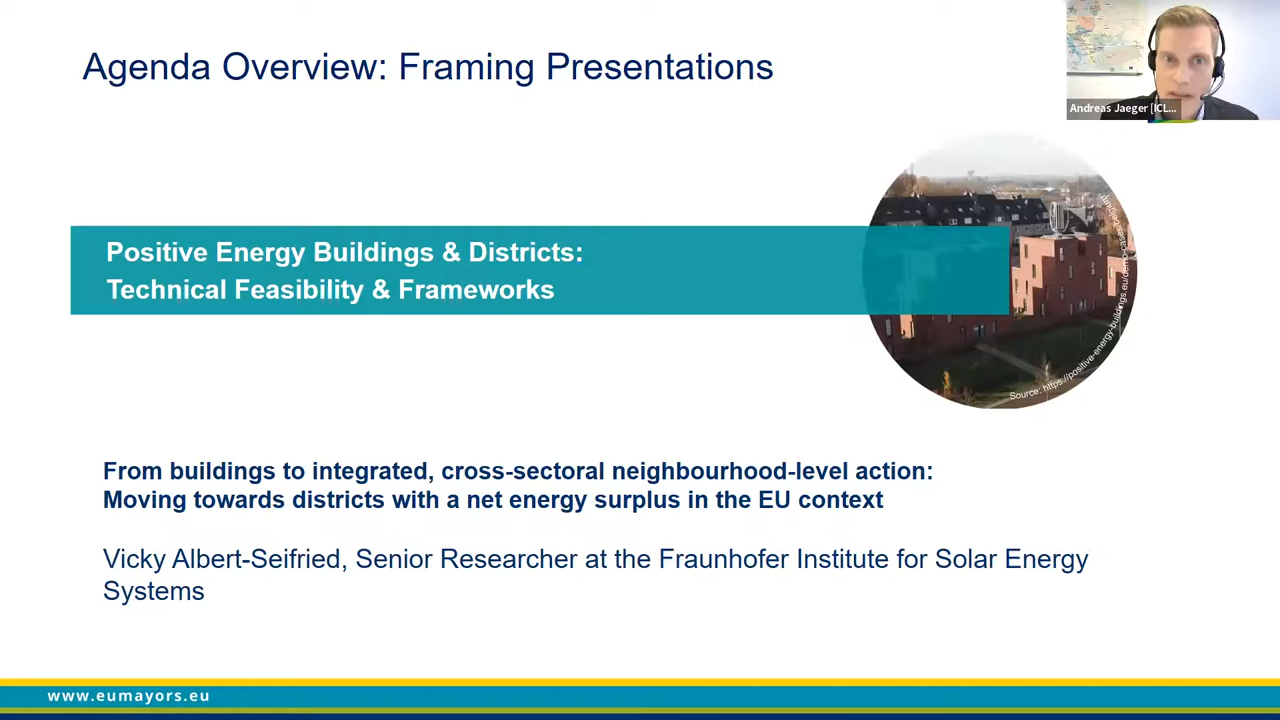 Agenda Overview: Framing Presentations
Andreas Jaeger [ICL...
Positive Energy Buildings & Districts:
Technical Feasibility & Frameworks
Source: https://positive-energy-buildings.eu/demo-cases/belgium
From buildings to integrated, cross-sectoral neighbourhood-level action:
Moving towards districts with a net energy surplus in the EU context
Vicky Albert-Seifried, Senior Researcher at the Fraunhofer Institute for Solar Energy
Systems
www.eumayors.eu